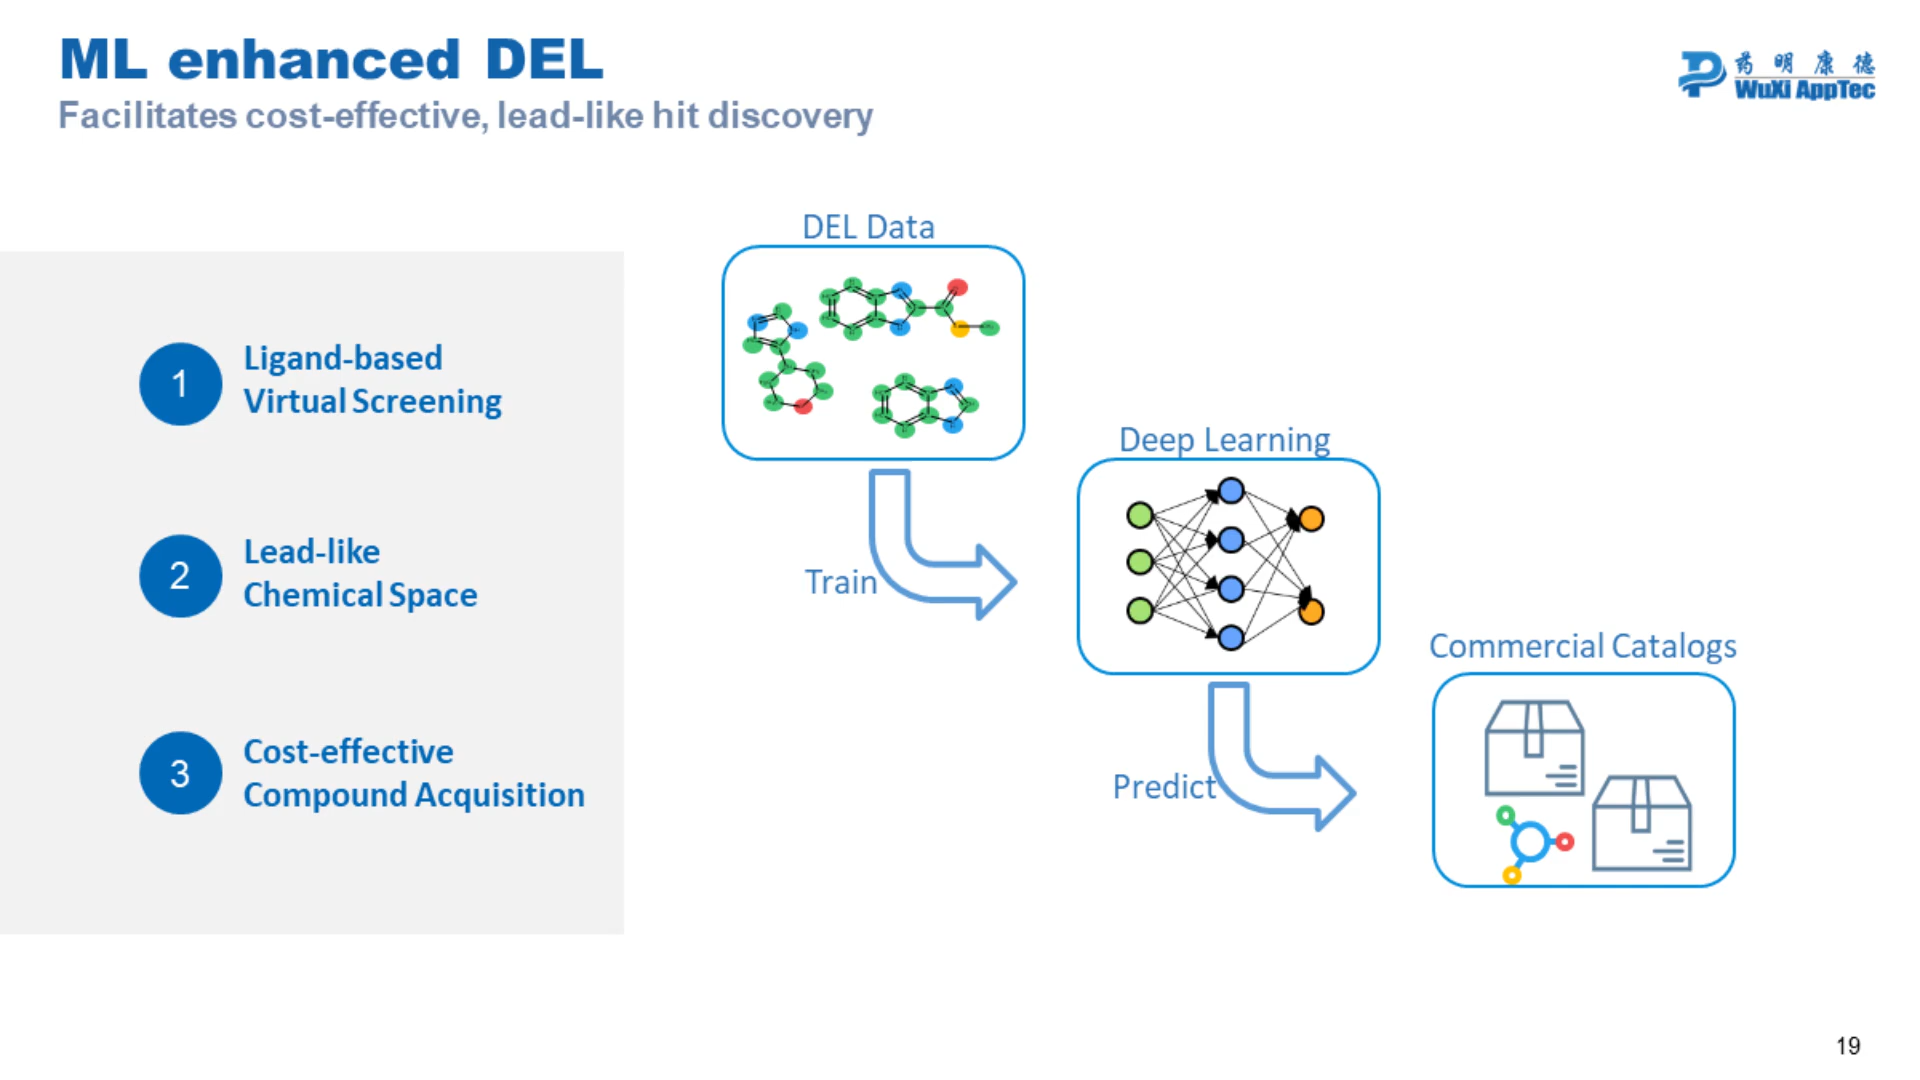 ML enhanced DEL
Facilitates cost-effective, lead-like hit discovery
药明康德
WuXi AppTec
1
Ligand-based
Virtual Screening
2
Lead-like
Chemical Space
3
Cost-effective
Compound Acquisition
DEL Data
Train
Deep Learning
Predict
Commercial Catalogs
19